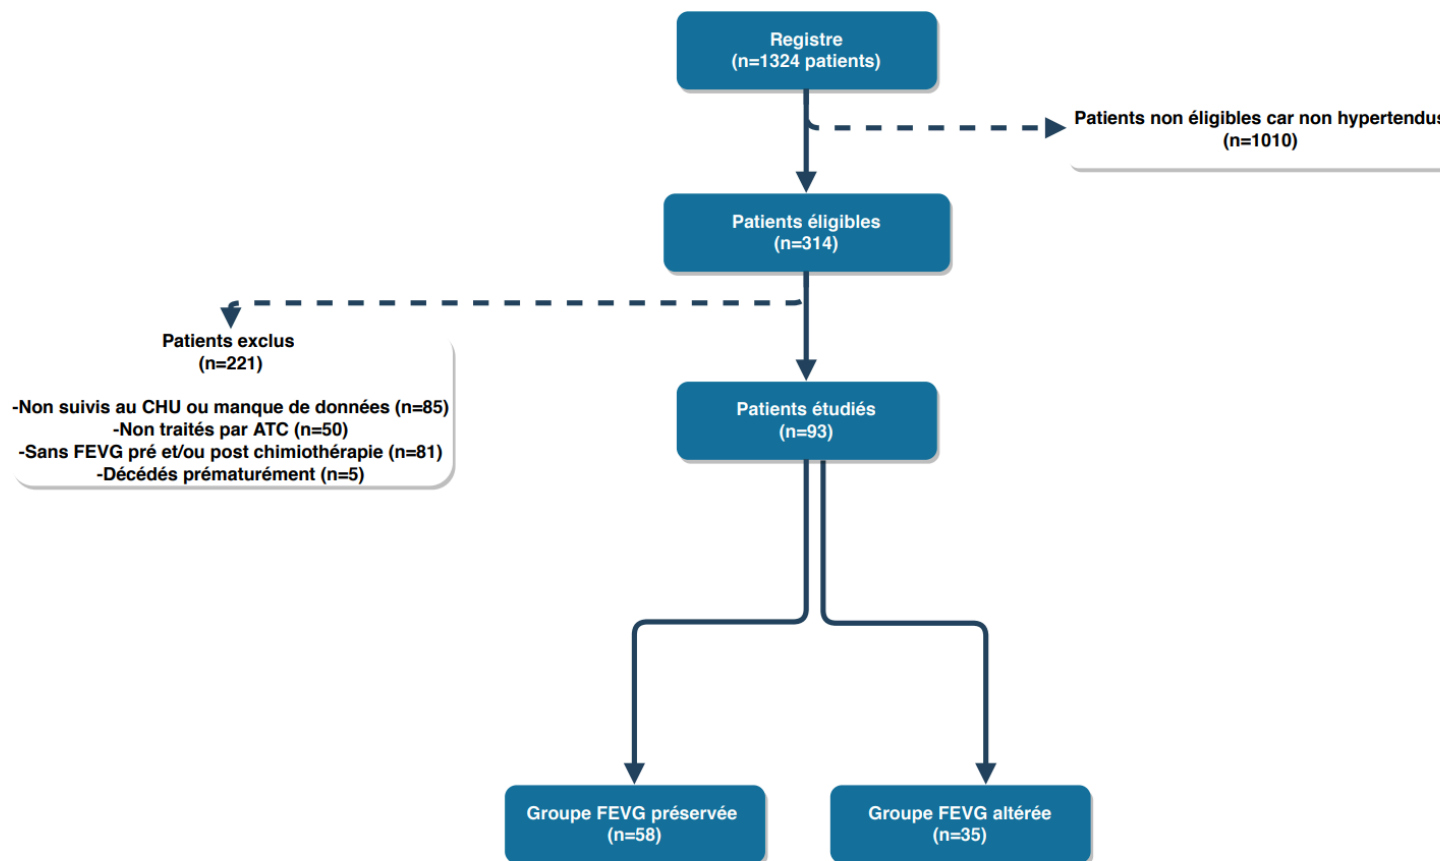 Registre
(n=1324 patients)
Patients non éligibles car non hypertendus
(n=1010)
Patients éligibles
(n=314)
Patients exclus
(n=221)
-Non suivis au CHU ou manque de données (n=85)
-Non traités par ATC (n=50)
-Sans FEVG pré et/ou post chimiothérapie (n=81)
-Décédés prématurément (n=5)
Patients étudiés
(n=93)
Groupe FEVG préservée
(n=58)
Groupe FEVG altérée
(n=35)